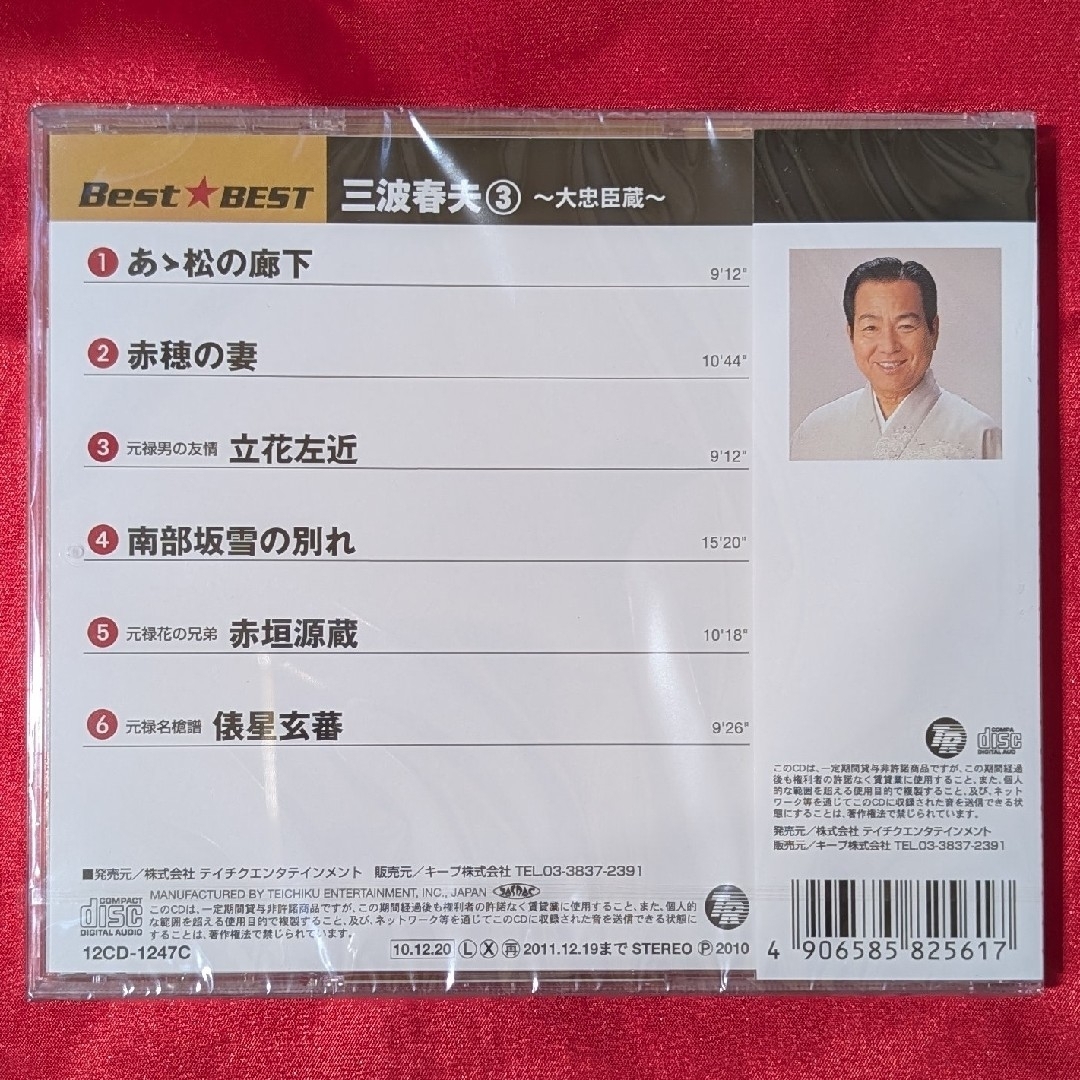 Best★BEST 三波春夫③ ～大忠臣蔵～
1 あゝ松の廊下 9'12"
2 赤穂の妻 10'44"
3 元禄男の友情 立花左近 9'12"
4 南部坂雪の別れ 15'20"
5 元禄花の兄弟 赤垣源蔵 10'18"
6 元禄名槍譜 俵星玄蕃 9'26"
■発売元／株式会社 テイチクエンタテインメント 販売元／キープ株式会社 TEL.03-3837-2391
MANUFACTURED BY TEICHIKU ENTERTAINMENT, INC., JAPAN JASRAC
COMPACT disc DIGITAL AUDIO
このCDは、一定期間貸与非許諾商品ですが、この期間経過後も権利者の許諾なく賃貸業に使用すること、また、個人的な範囲を超える使用目的で複製すること、及び、ネットワーク等を通じてこのCDに収録された音を送信できる状態に
することは、著作権法で禁じられています。
12CD-1247C
10.12.20 Ⓛ Ⓧ ㊐ 2011.12.19まで STEREO Ⓟ 2010
TR
COMPA
disc
DIGITAL AUD
このCDは、一定期間貸与非許諾商品ですが、この期間経過
後も権利者の許諾なく賃貸業に使用すること、また、個人
的な範囲を超える使用目的で複製すること、及び、ネット
ワーク等を通じてこのCDに収録された音を送信できる状
態にすることは、著作権法で禁じられています。
発売元／株式会社 テイチクエンタテインメント
販売元／キープ株式会社 TEL.03-3837-2391
4 906585 825617